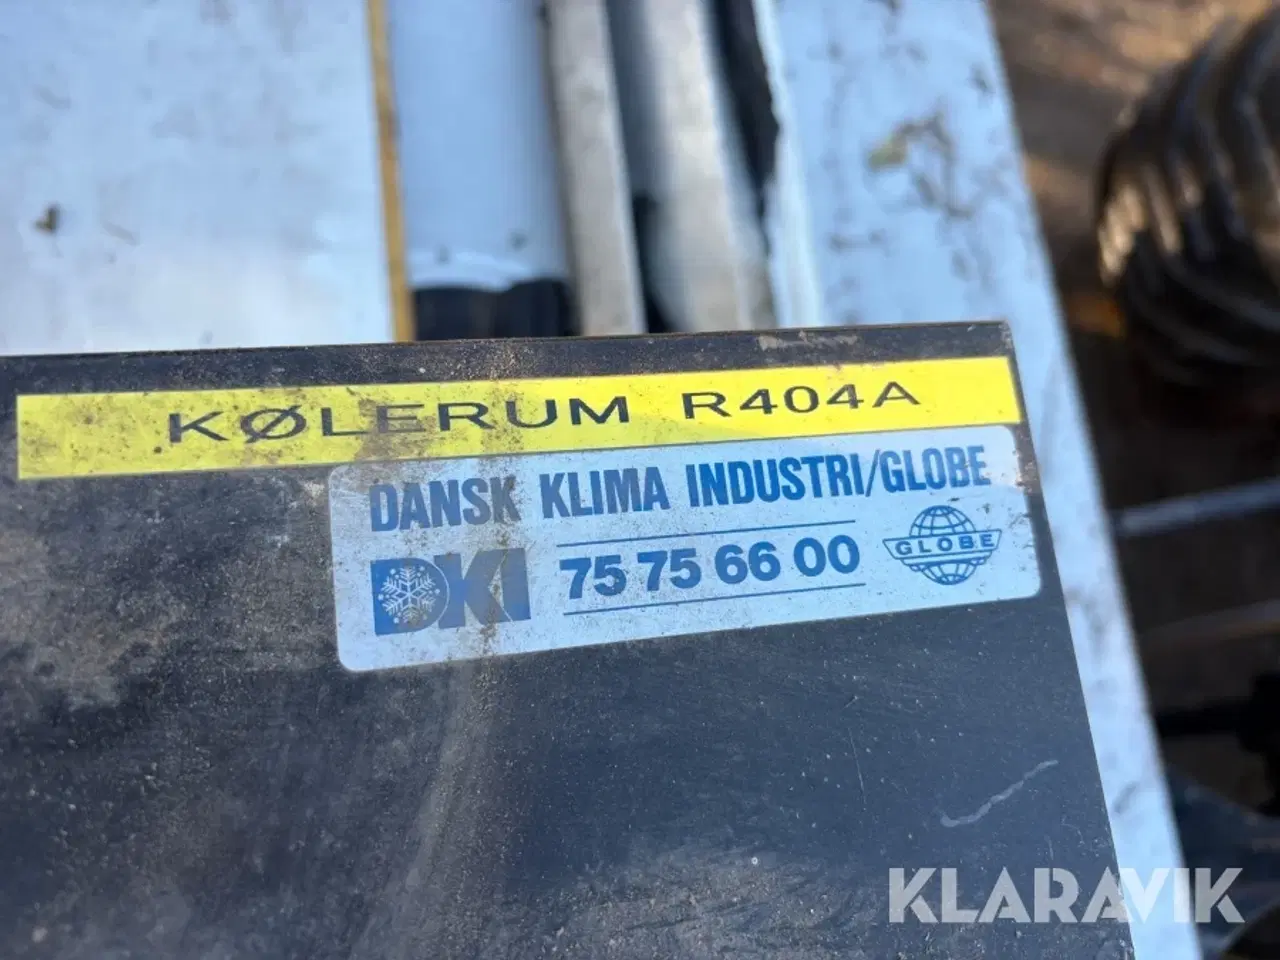 KØLERUM R404A
DANSK KLIMA INDUSTRI/GLOBE
DKI 75 75 66 00 GLOBE
KLARAVIK